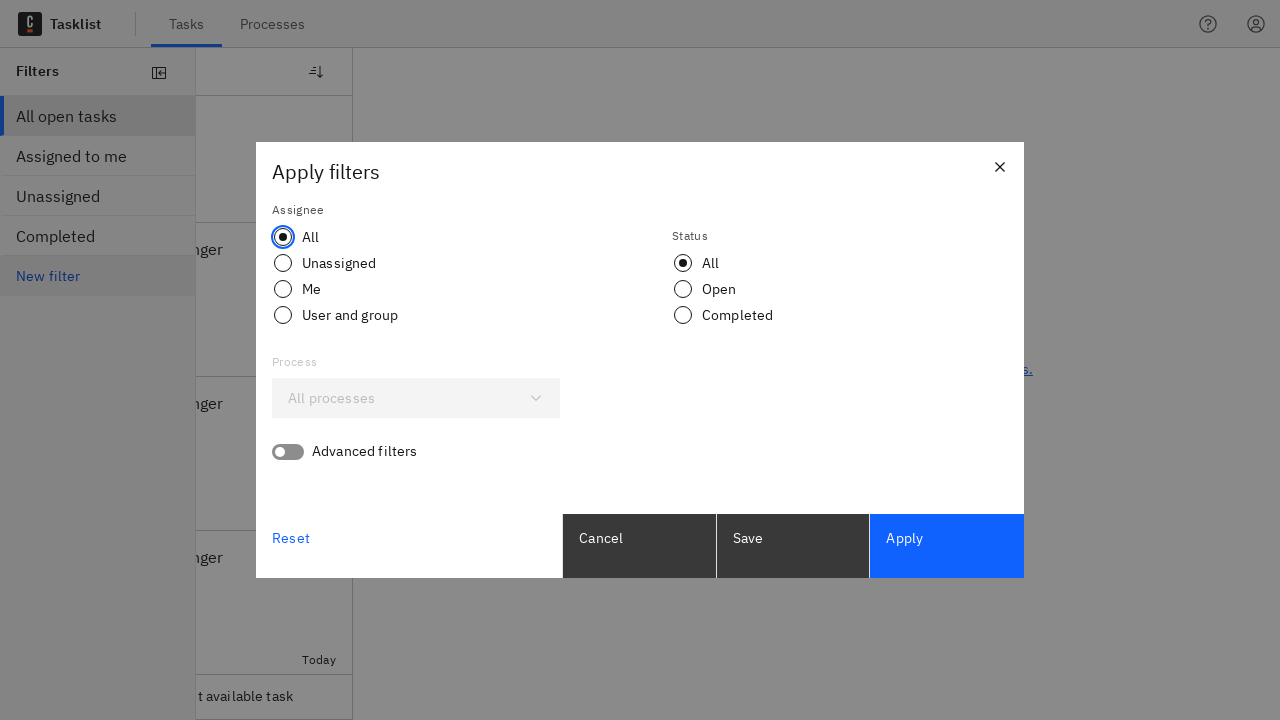 Tasklist
Tasks
Processes
Filters
All open tasks
Assigned to me
Unassigned
Completed
New filter
nger
nger
nger
Today
t available task
s.
Apply filters
Assignee
All
Unassigned
Me
User and group
Status
All
Open
Completed
Process
All processes
Advanced filters
Reset
Cancel
Save
Apply